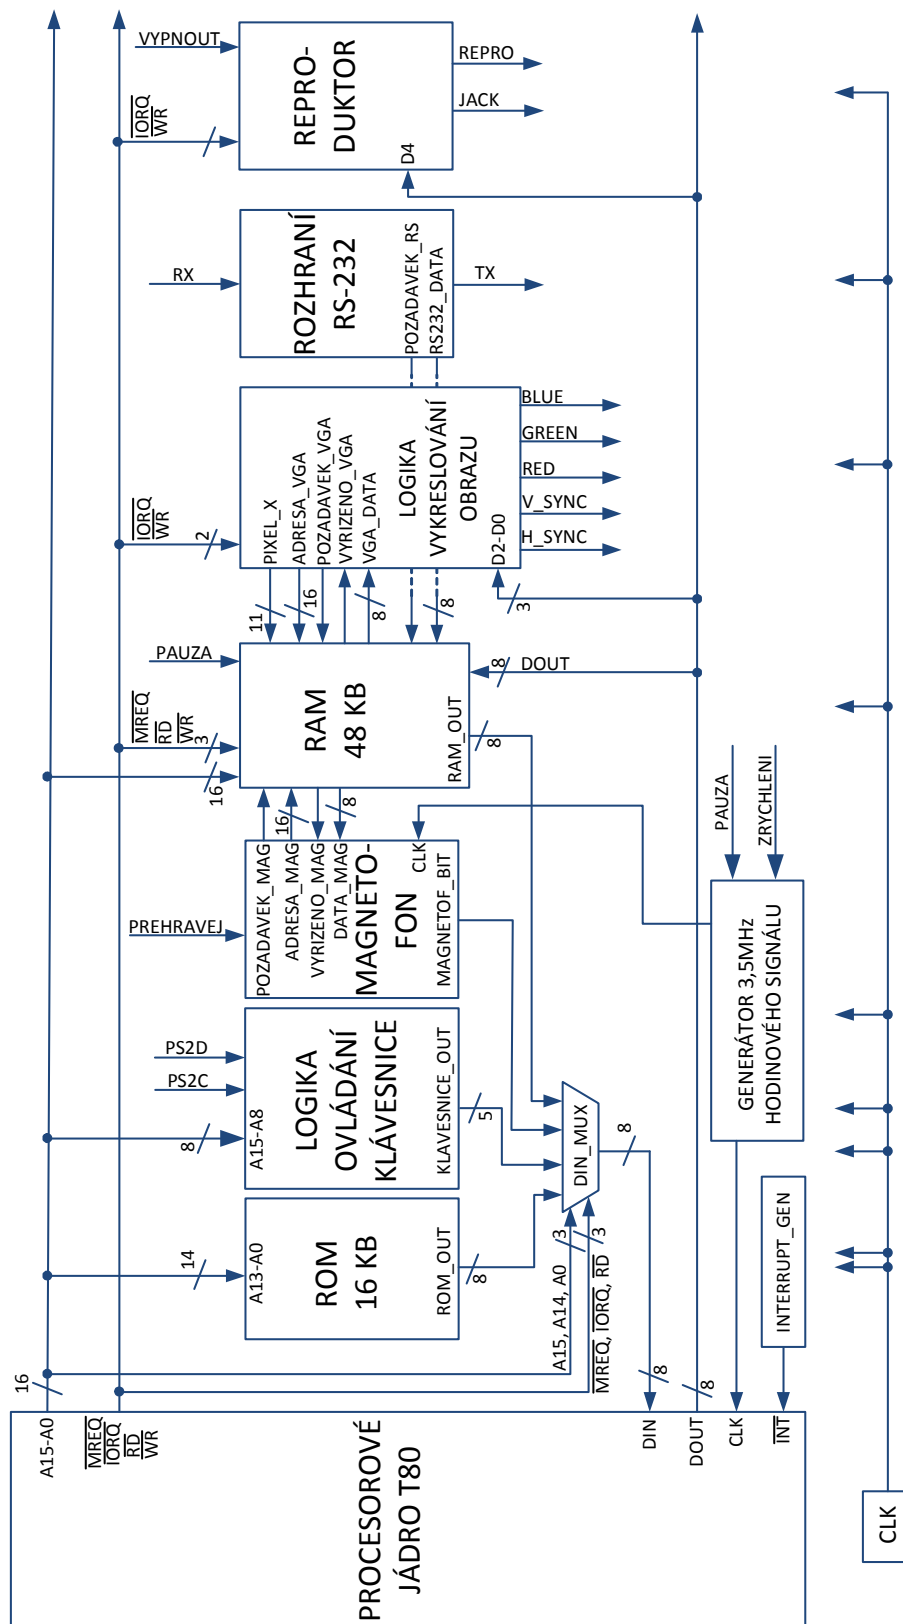 PROCESOROVÉ
JÁDRO T80
A15-A0
16
MREQ
IORQ
RD
WR
DIN
8
DOUT
8
CLK
INT
CLK
ROM
16 KB
A13-A0
14
ROM_OUT
8
A15, A14, A0
3
MREQ, IORQ, RD
3
DIN_MUX
8
INTERRUPT_GEN
LOGIKA
OVLÁDÁNÍ
KLÁVESNICE
A15-A8
8
PS2C
PS2D
KLAVESNICE_OUT
5
GENERÁTOR 3,5MHz
HODINOVÉHO SIGNÁLU
PAUZA
ZRYCHLENI
MAGNETO-
FON
PREHRAVEJ
POZADAVEK_MAG
ADRESA_MAG
16
VYRIZENO_MAG
DATA_MAG
8
CLK
MAGNETOF_BIT
RAM
48 KB
16
MREQ
RD
WR
3
PAUZA
RAM_OUT
8
DOUT
8
LOGIKA
VYKRESLOVÁNÍ
OBRAZU
IORQ
WR
2
PIXEL_X
11
ADRESA_VGA
16
POZADAVEK_VGA
VYRIZENO_VGA
VGA_DATA
8
8
D2-D0
3
H_SYNC
V_SYNC
RED
GREEN
BLUE
ROZHRANÍ
RS-232
RX
POZADAVEK_RS
RS232_DATA
TX
REPRO-
DUKTOR
IORQ
WR
VYPNOUT
D4
JACK
REPRO